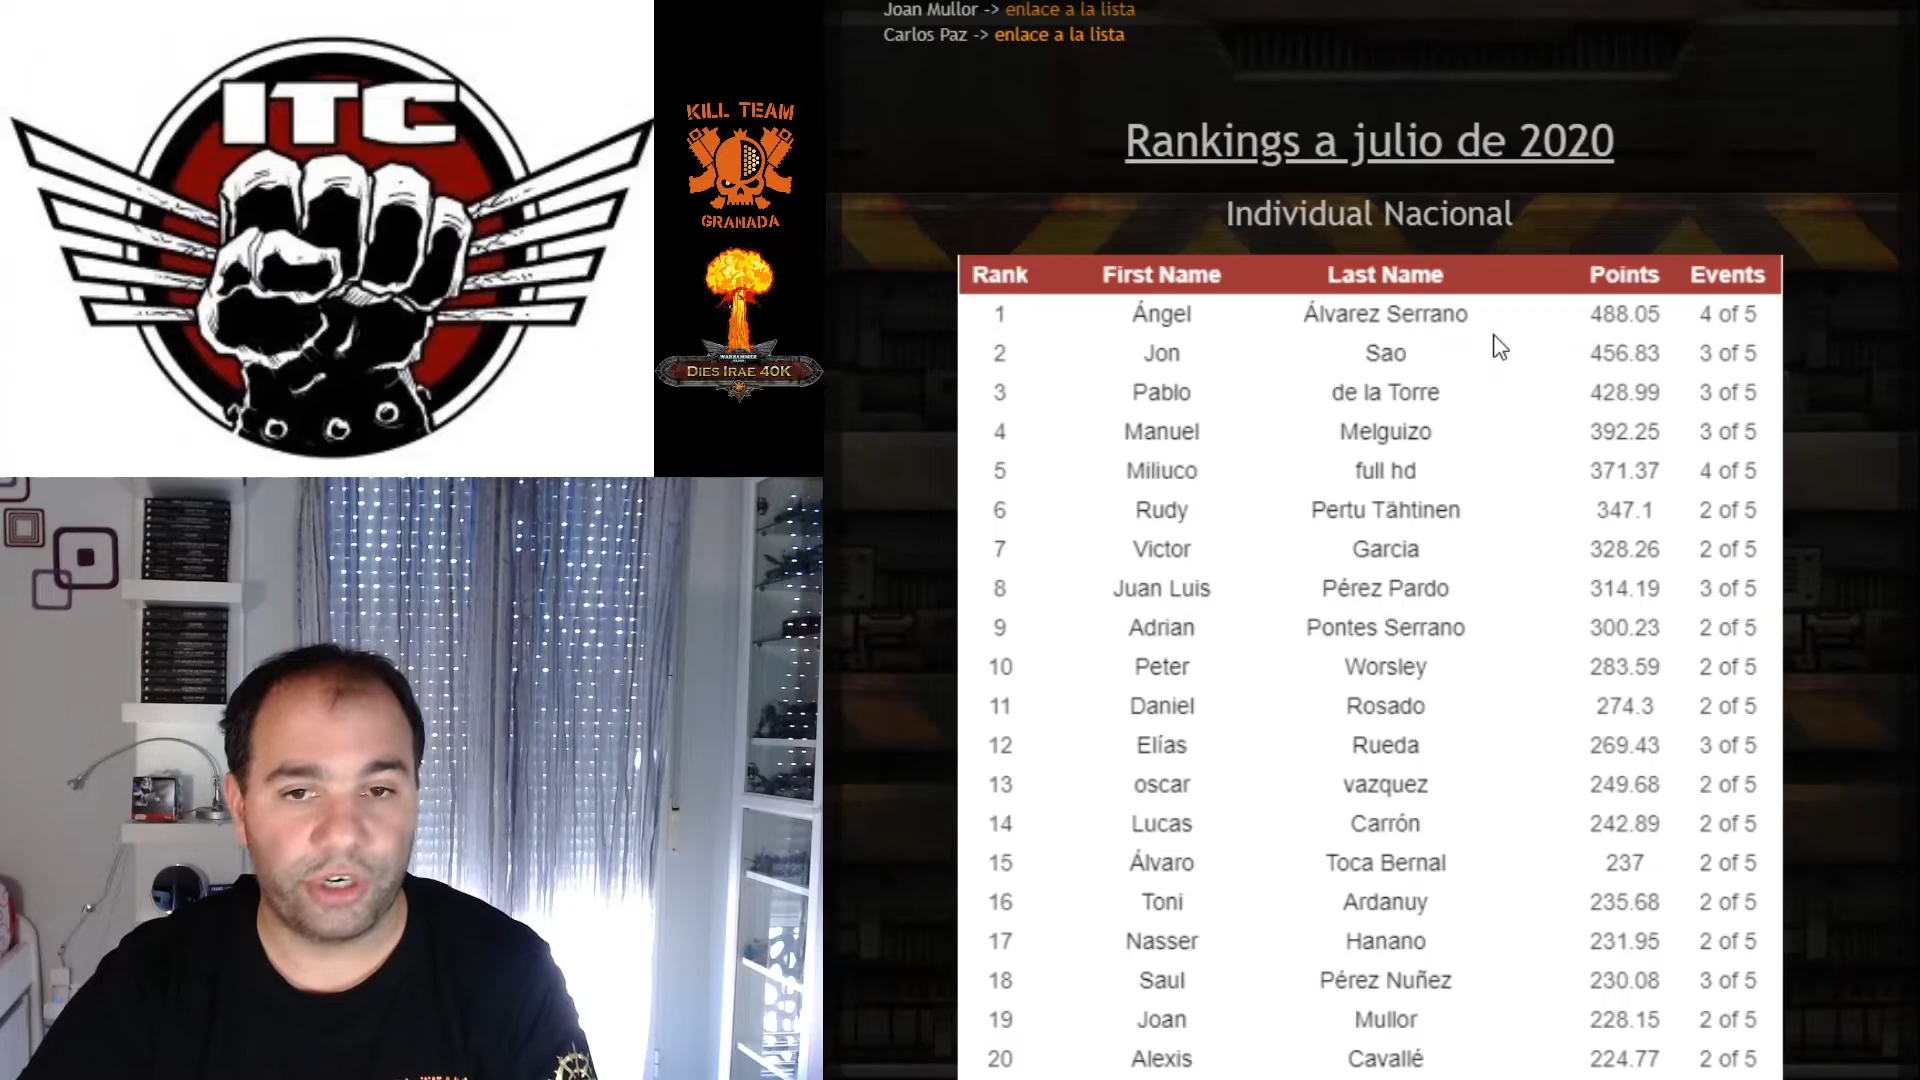 ITC
KILL TEAM
GRANADA
WARHAMMER
DIES IRAE 40K
Joan Mullor -> enlace a la lista
Carlos Paz -> enlace a la lista
Rankings a julio de 2020
Individual Nacional
Rank First Name Last Name Points Events
1 Ángel Álvarez Serrano 488.05 4 of 5
2 Jon Sao 456.83 3 of 5
3 Pablo de la Torre 428.99 3 of 5
4 Manuel Melguizo 392.25 3 of 5
5 Miliuco full hd 371.37 4 of 5
6 Rudy Pertu Tähtinen 347.1 2 of 5
7 Victor Garcia 328.26 2 of 5
8 Juan Luis Pérez Pardo 314.19 3 of 5
9 Adrian Pontes Serrano 300.23 2 of 5
10 Peter Worsley 283.59 2 of 5
11 Daniel Rosado 274.3 2 of 5
12 Elías Rueda 269.43 3 of 5
13 oscar vazquez 249.68 2 of 5
14 Lucas Carrón 242.89 2 of 5
15 Álvaro Toca Bernal 237 2 of 5
16 Toni Ardanuy 235.68 2 of 5
17 Nasser Hanano 231.95 2 of 5
18 Saul Pérez Nuñez 230.08 3 of 5
19 Joan Mullor 228.15 2 of 5
20 Alexis Cavallé 224.77 2 of 5